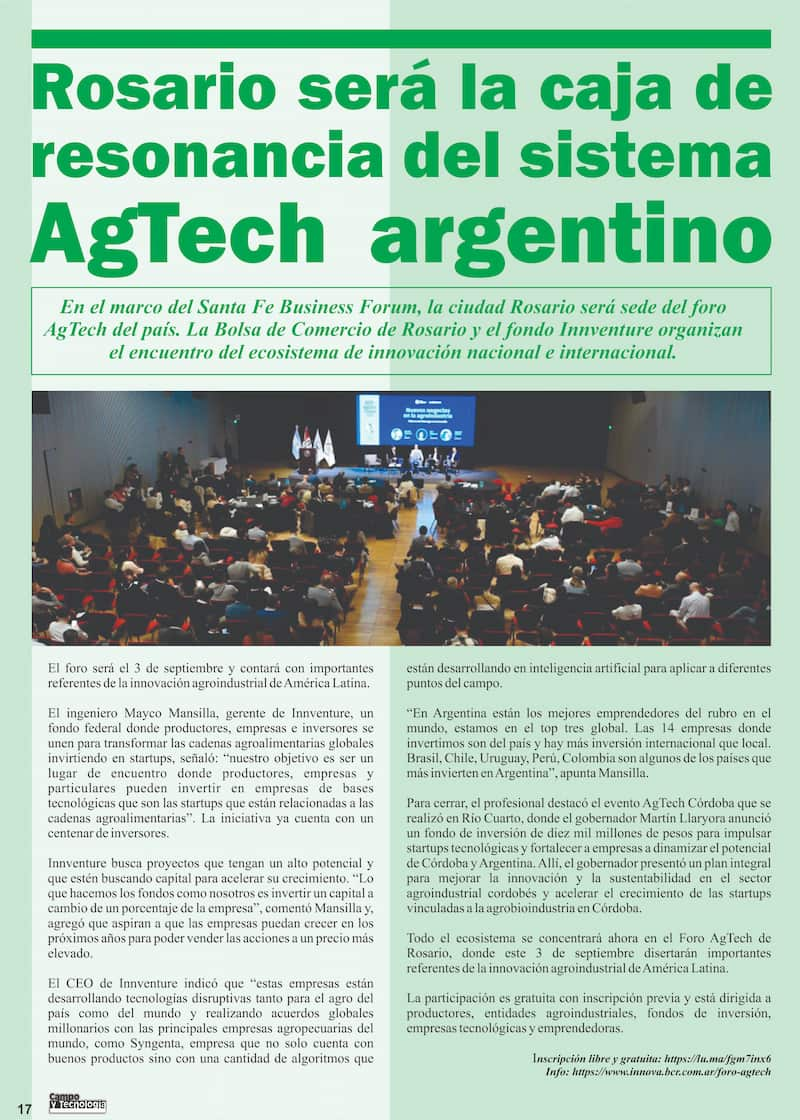 Rosario será la caja de
resonancia del sistema
AgTech argentino
En el marco del Santa Fe Business Forum, la ciudad Rosario será sede del foro
AgTech del país. La Bolsa de Comercio de Rosario y el fondo Innventure organizan
el encuentro del ecosistema de innovación nacional e internacional.
Nuevos negocios
en la agroindustria
El foro será el 3 de septiembre y contará con importantes
referentes de la innovación agroindustrial de América Latina.
El ingeniero Mayco Mansilla, gerente de Innventure, un
fondo federal donde productores, empresas e inversores se
unen para transformar las cadenas agroalimentarias globales
invirtiendo en startups, señaló: “nuestro objetivo es ser un
lugar de encuentro donde productores, empresas y
particulares pueden invertir en empresas de bases
tecnológicas que son las startups que están relacionadas a las
cadenas agroalimentarias”. La iniciativa ya cuenta con un
centenar de inversores.
Innventure busca proyectos que tengan un alto potencial y
que estén buscando capital para acelerar su crecimiento. “Lo
que hacemos los fondos como nosotros es invertir un capital a
cambio de un porcentaje de la empresa”, comentó Mansilla y,
agregó que aspiran a que las empresas puedan crecer en los
próximos años para poder vender las acciones a un precio más
elevado.
El CEO de Innventure indicó que “estas empresas están
desarrollando tecnologías disruptivas tanto para el agro del
país como del mundo y realizando acuerdos globales
millonarios con las principales empresas agropecuarias del
mundo, como Syngenta, empresa que no solo cuenta con
buenos productos sino con una cantidad de algoritmos que
están desarrollando en inteligencia artificial para aplicar a diferentes
puntos del campo.
“En Argentina están los mejores emprendedores del rubro en el
mundo, estamos en el top tres global. Las 14 empresas donde
invertimos son del país y hay más inversión internacional que local.
Brasil, Chile, Uruguay, Perú, Colombia son algunos de los países que
más invierten en Argentina”, apunta Mansilla.
Para cerrar, el profesional destacó el evento AgTech Córdoba que se
realizó en Río Cuarto, donde el gobernador Martín Llaryora anunció
un fondo de inversión de diez mil millones de pesos para impulsar
startups tecnológicas y fortalecer a empresas a dinamizar el potencial
de Córdoba y Argentina. Allí, el gobernador presentó un plan integral
para mejorar la innovación y la sustentabilidad en el sector
agroindustrial cordobés y acelerar el crecimiento de las startups
vinculadas a la agrobioindustria en Córdoba.
Todo el ecosistema se concentrará ahora en el Foro AgTech de
Rosario, donde este 3 de septiembre disertarán importantes
referentes de la innovación agroindustrial de América Latina.
La participación es gratuita con inscripción previa y está dirigida a
productores, entidades agroindustriales, fondos de inversión,
empresas tecnológicas y emprendedoras.
Inscripción libre y gratuita: https://lu.ma/fgm7inx6
Info: https://www.innova.bcr.com.ar/foro-agtech
17
Campo
y Tecnología